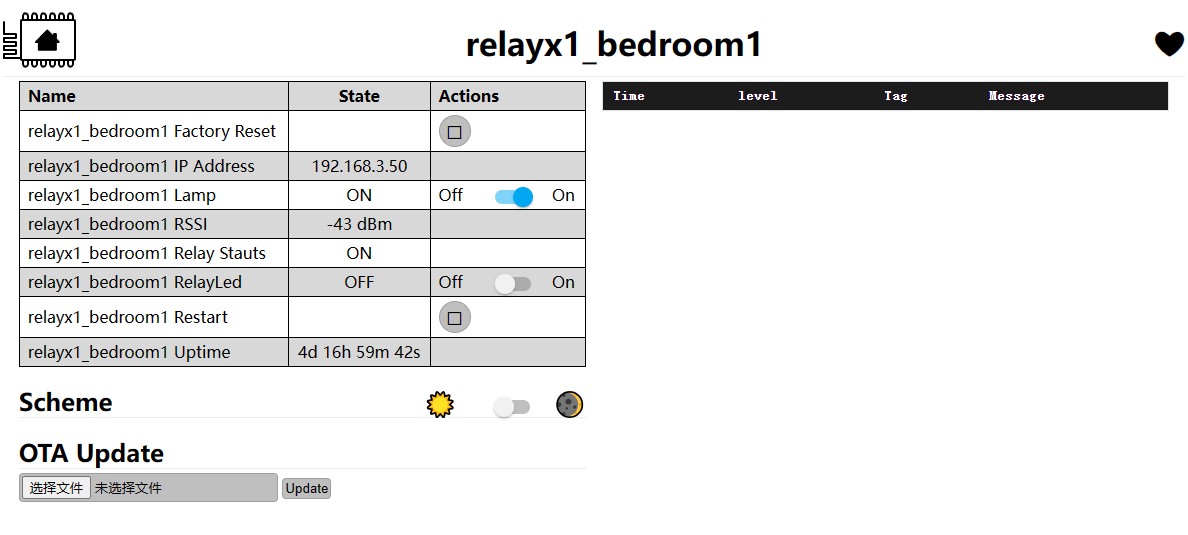 relayx1_bedroom1
Name State Actions
relayx1_bedroom1 Factory Reset
relayx1_bedroom1 IP Address 192.168.3.50
relayx1_bedroom1 Lamp ON Off On
relayx1_bedroom1 RSSI -43 dBm
relayx1_bedroom1 Relay Stauts ON
relayx1_bedroom1 RelayLed OFF Off On
relayx1_bedroom1 Restart
relayx1_bedroom1 Uptime 4d 16h 59m 42s
Scheme
OTA Update
选择文件 未选择文件 Update
Time level Tag Message